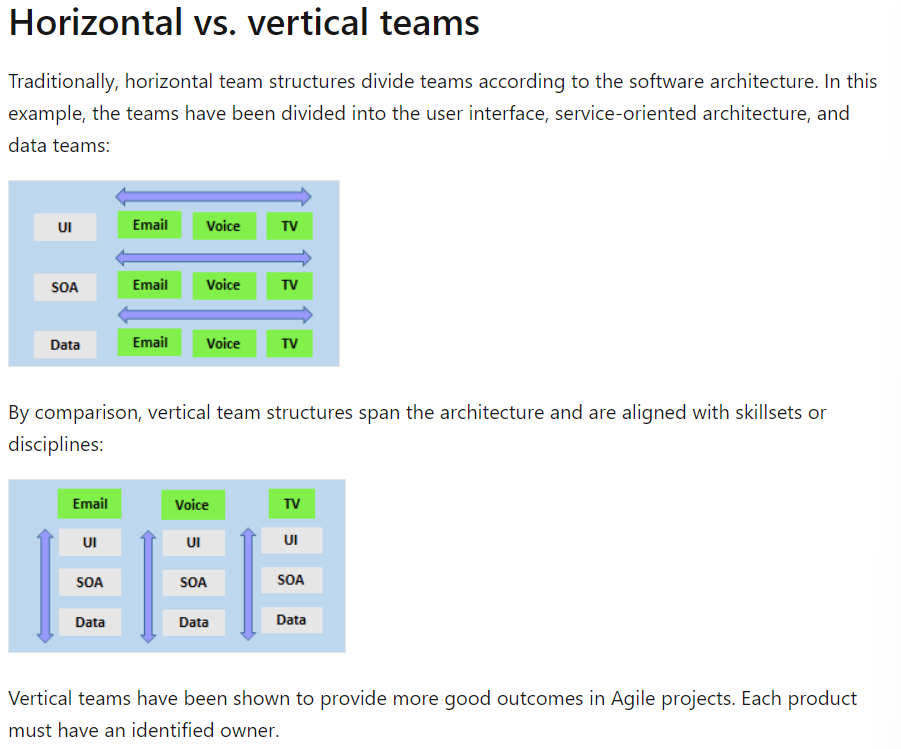 Horizontal vs. vertical teams
Traditionally, horizontal team structures divide teams according to the software architecture. In this
example, the teams have been divided into the user interface, service-oriented architecture, and
data teams:
UI Email Voice TV
SOA Email Voice TV
Data Email Voice TV
By comparison, vertical team structures span the architecture and are aligned with skillsets or
disciplines:
Email Voice TV
UI UI UI
SOA SOA SOA
Data Data Data
Vertical teams have been shown to provide more good outcomes in Agile projects. Each product
must have an identified owner.